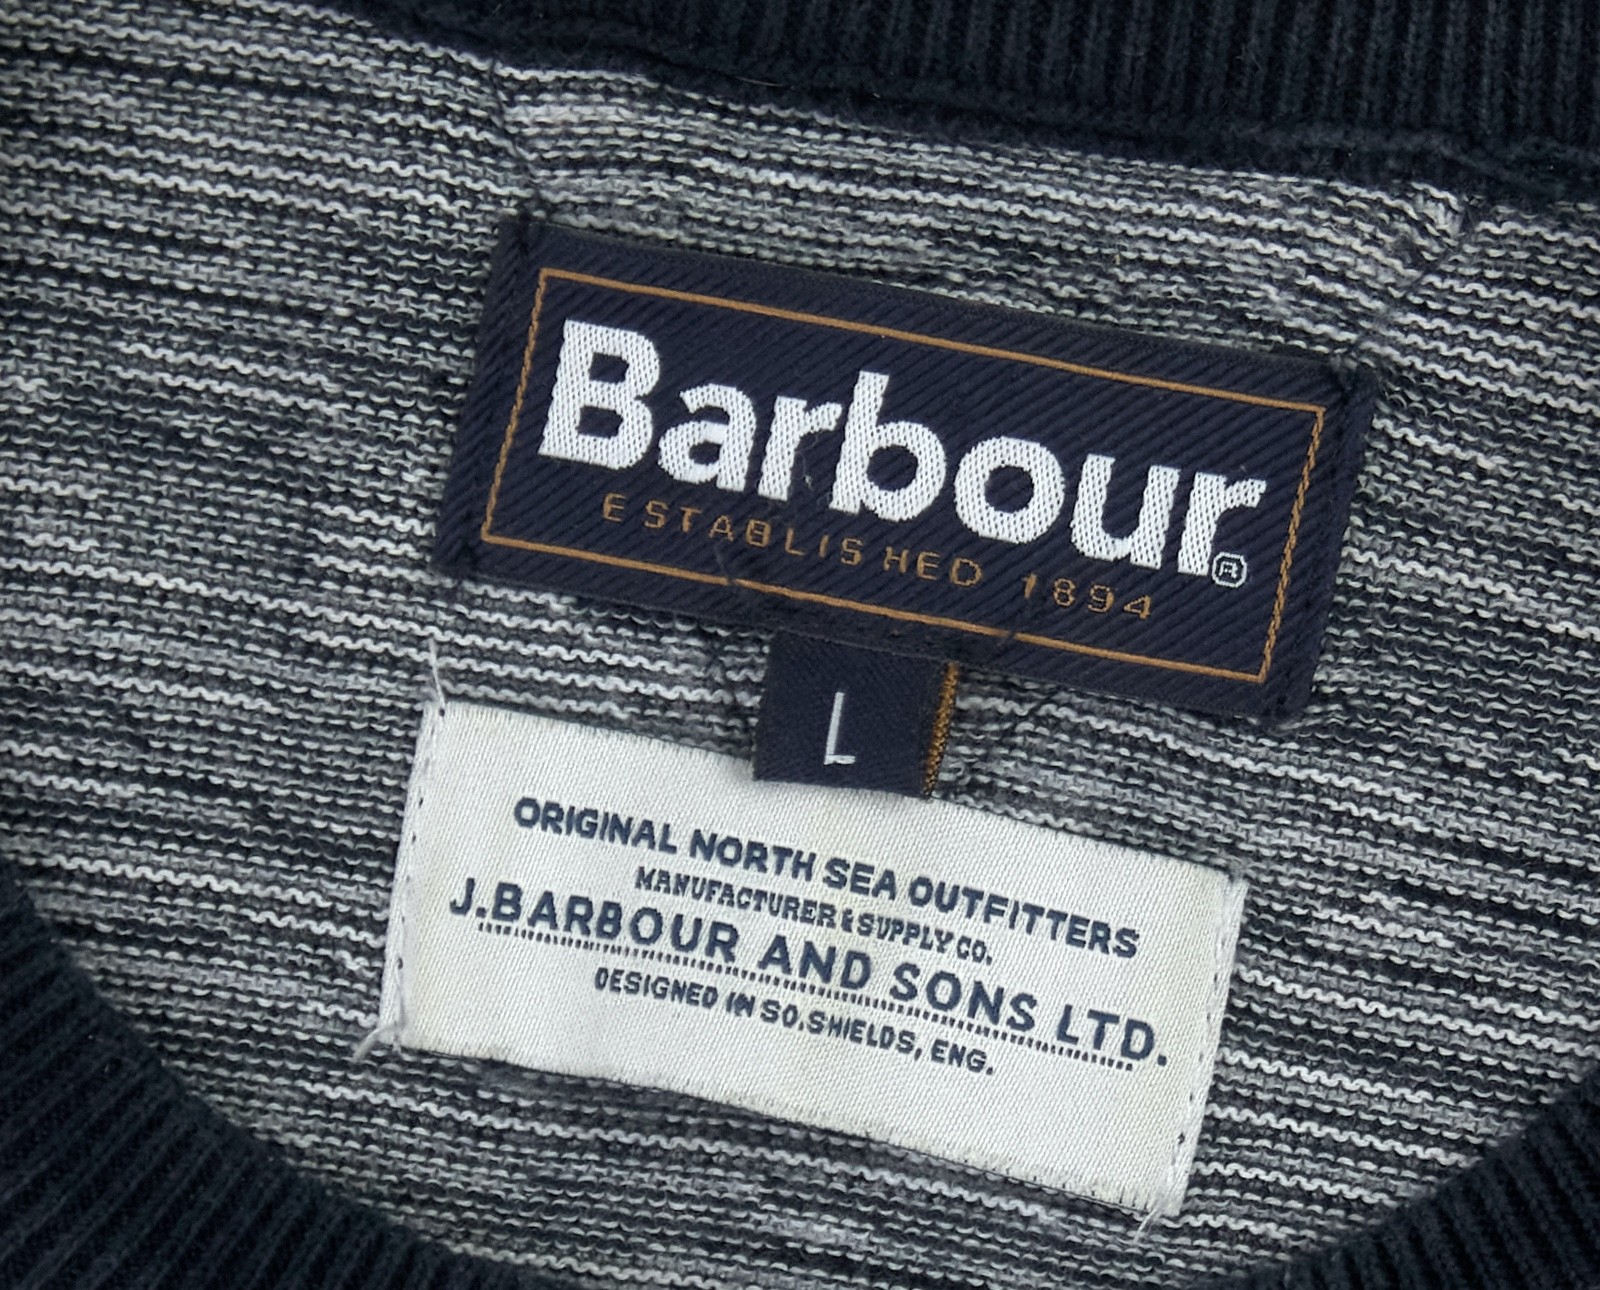 Barbour®
ESTABLISHED 1894
L
ORIGINAL NORTH SEA OUTFITTERS
MANUFACTURER & SUPPLY CO.
J.BARBOUR AND SONS LTD.
DESIGNED IN SO.SHIELDS, ENG.